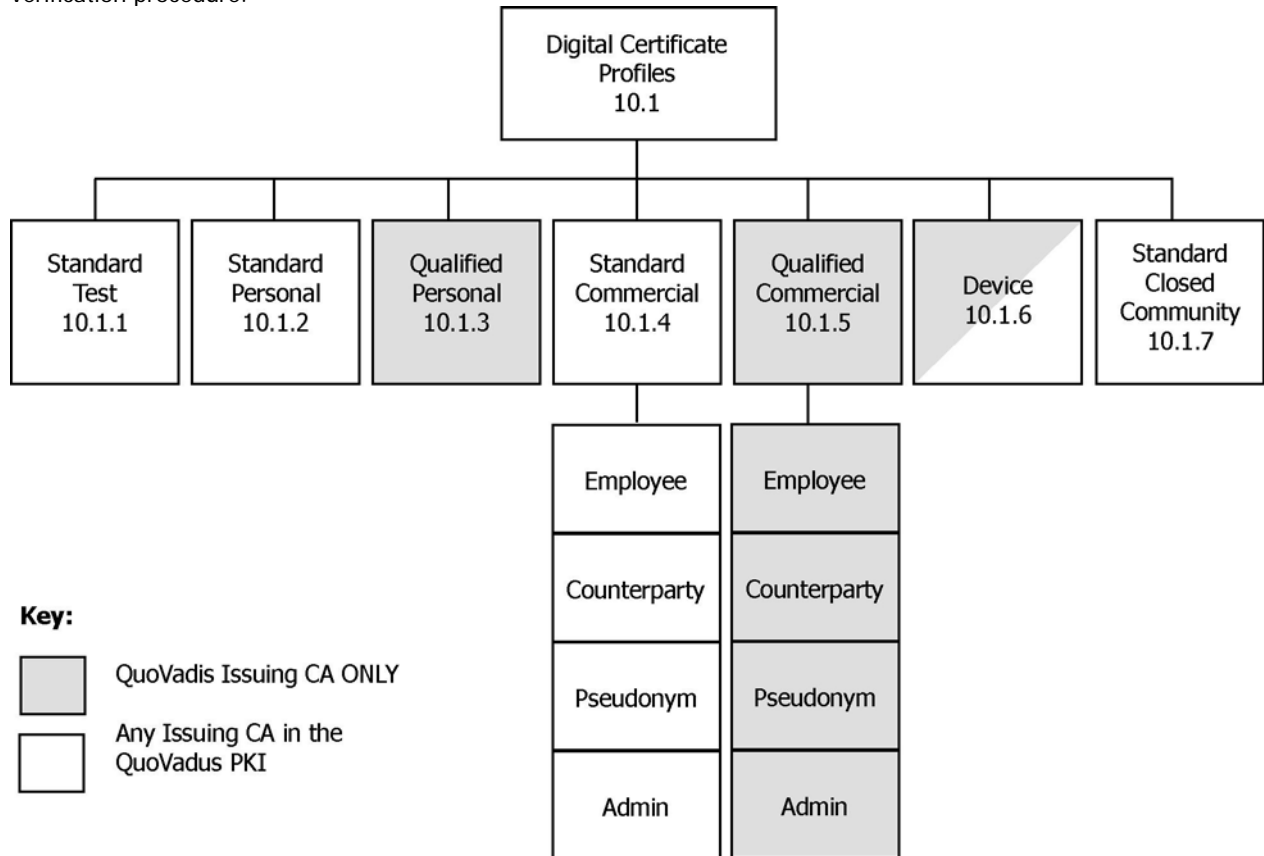 verification procedure.
Digital Certificate
Profiles
10.1
Standard
Test
10.1.1
Standard
Personal
10.1.2
Qualified
Personal
10.1.3
Standard
Commercial
10.1.4
Qualified
Commercial
10.1.5
Device
10.1.6
Standard
Closed
Community
10.1.7
Employee
Counterparty
Pseudonym
Admin
Employee
Counterparty
Pseudonym
Admin
Key:
QuoVadis Issuing CA ONLY
Any Issuing CA in the
QuoVadus PKI